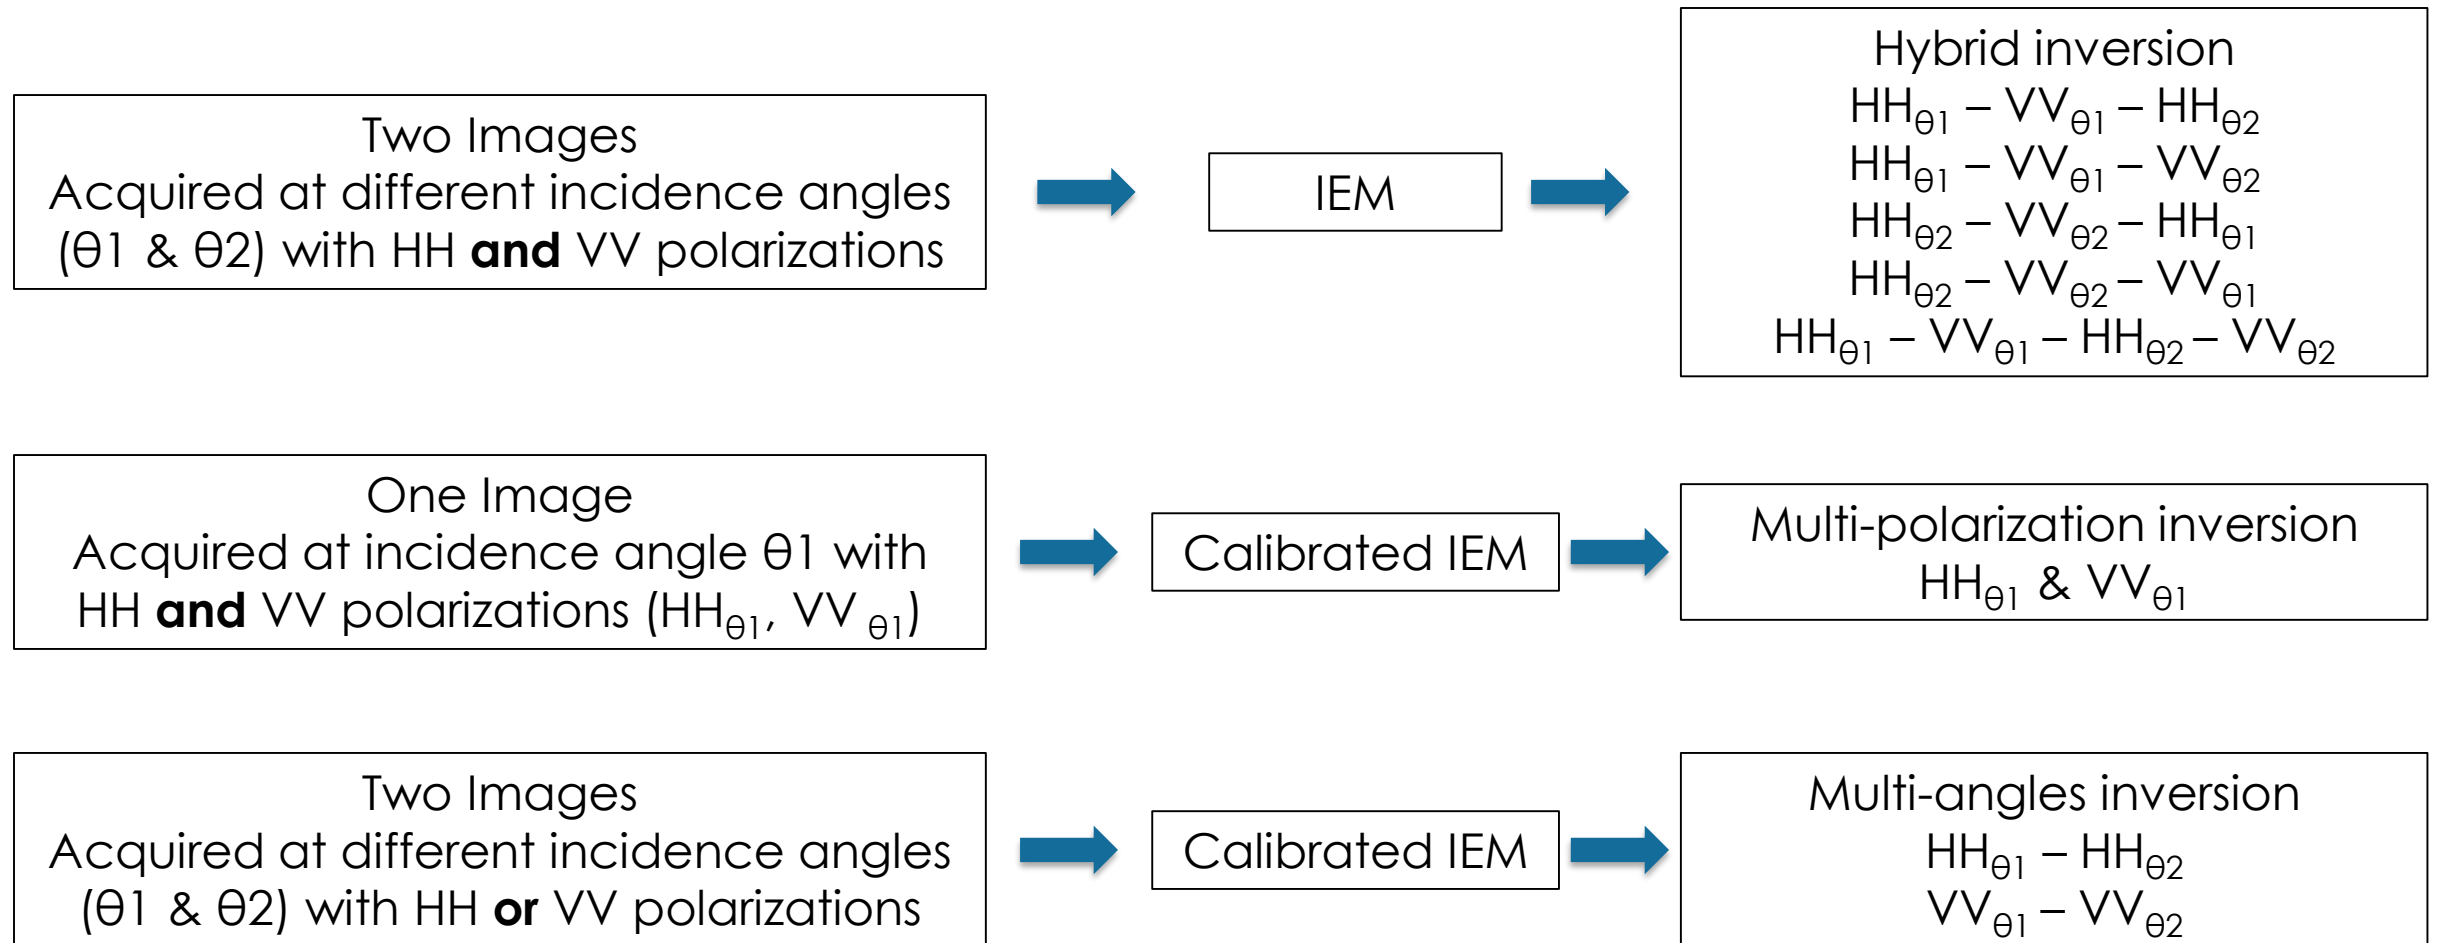 Two Images
Acquired at different incidence angles
(θ1 & θ2) with HH and VV polarizations
IEM
Hybrid inversion
HHθ1 – VVθ1 – HHθ2
HHθ1 – VVθ1 – VVθ2
HHθ2 – VVθ2 – HHθ1
HHθ2 – VVθ2 – VVθ1
HHθ1 – VVθ1 – HHθ2 – VVθ2
One Image
Acquired at incidence angle θ1 with
HH and VV polarizations (HHθ1, VV θ1)
Calibrated IEM
Multi-polarization inversion
HHθ1 & VVθ1
Two Images
Acquired at different incidence angles
(θ1 & θ2) with HH or VV polarizations
Calibrated IEM
Multi-angles inversion
HHθ1 – HHθ2
VVθ1 – VVθ2